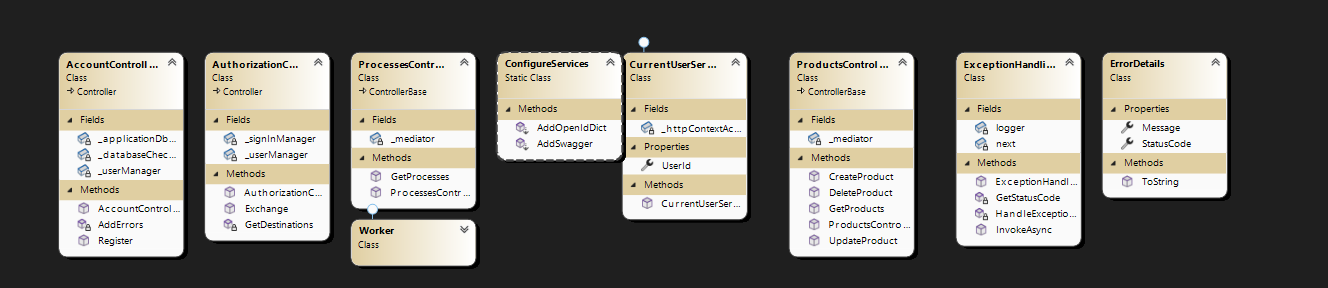 AccountControll...
Class
Controller
Fields
_applicationDb...
_databaseChec...
_userManager
Methods
AccountControl...
AddErrors
Register
AuthorizationC...
Class
Controller
Fields
_signInManager
_userManager
Methods
AuthorizationC...
Exchange
GetDestinations
ProcessesContr...
Class
ControllerBase
Fields
_mediator
Methods
GetProcesses
ProcessesContr...
Worker
Class
ConfigureServices
Static Class
Methods
AddOpenIdDict
AddSwagger
CurrentUserSer...
Class
Fields
_httpContextAc...
Properties
UserId
Methods
CurrentUserSer...
ProductsControl...
Class
ControllerBase
Fields
_mediator
Methods
CreateProduct
DeleteProduct
GetProducts
ProductsContro...
UpdateProduct
ExceptionHandli...
Class
Fields
logger
next
Methods
ExceptionHandl...
GetStatusCode
HandleExceptio...
InvokeAsync
ErrorDetails
Class
Properties
Message
StatusCode
Methods
ToString